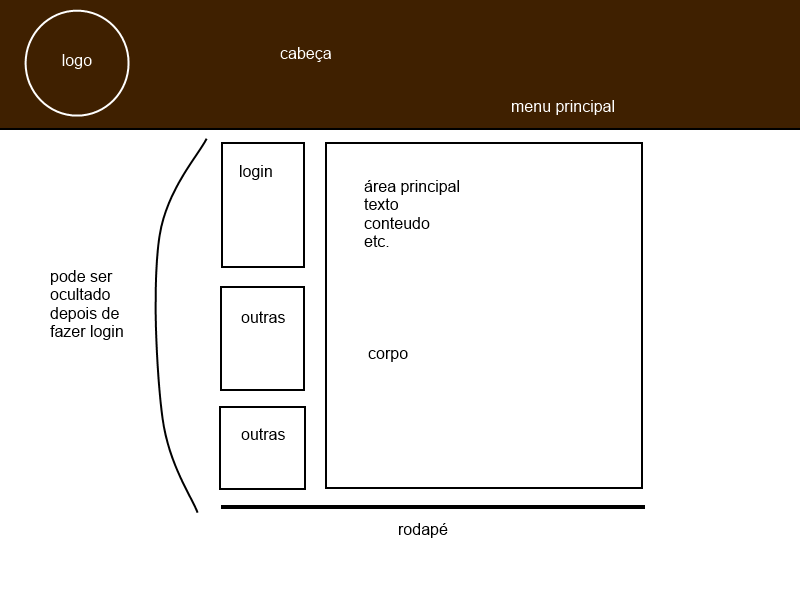 logo
cabeça
menu principal
login
área principal
texto
conteudo
etc.
pode ser
ocultado
depois de
fazer login
outras
corpo
outras
rodapé